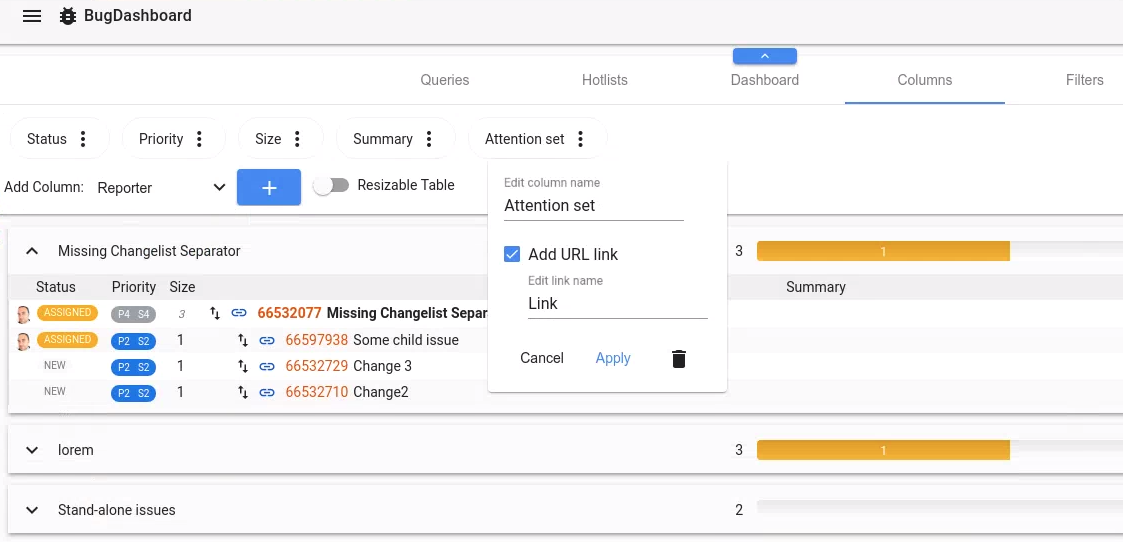 BugDashboard
Queries Hotlists Dashboard Columns Filters
Status Priority Size Summary Attention set
Add Column: Reporter + Resizable Table
Edit column name
Attention set
Add URL link
Edit link name
Link
Cancel Apply
Missing Changelist Separator 3 1
Status Priority Size Summary
ASSIGNED P4 S4 3 66532077 Missing Changelist Separ
ASSIGNED P2 S2 1 66597938 Some child issue
NEW P2 S2 1 66532729 Change 3
NEW P2 S2 1 66532710 Change2
lorem 3 1
Stand-alone issues 2